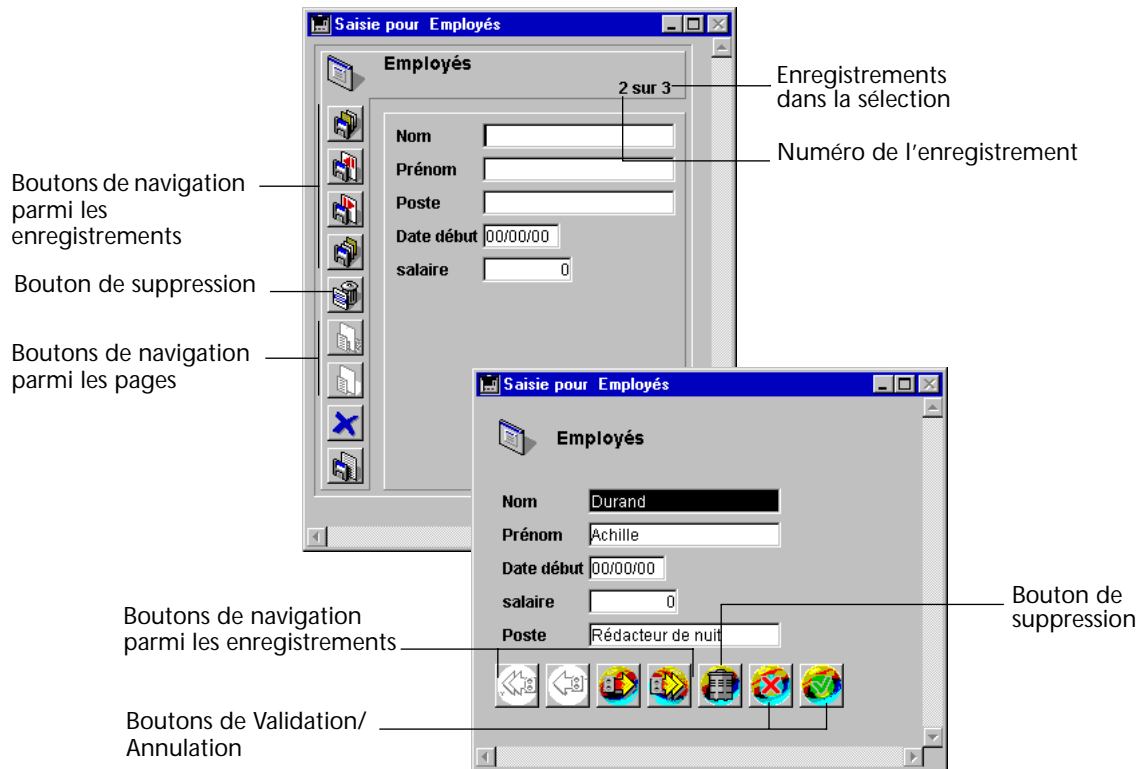 Saisie pour Employés
Employés
2 sur 3
Enregistrements
dans la sélection
Numéro de l'enregistrement
Nom
Prénom
Poste
Date début 00/00/00
salaire 0
Boutons de navigation
parmi les
enregistrements
Bouton de suppression
Boutons de navigation
parmi les pages
Saisie pour Employés
Employés
Nom Durand
Prénom Achille
Date début 00/00/00
salaire 0
Poste Rédacteur de nuit
Boutons de navigation
parmi les enregistrements
Bouton de
suppression
Boutons de Validation/
Annulation